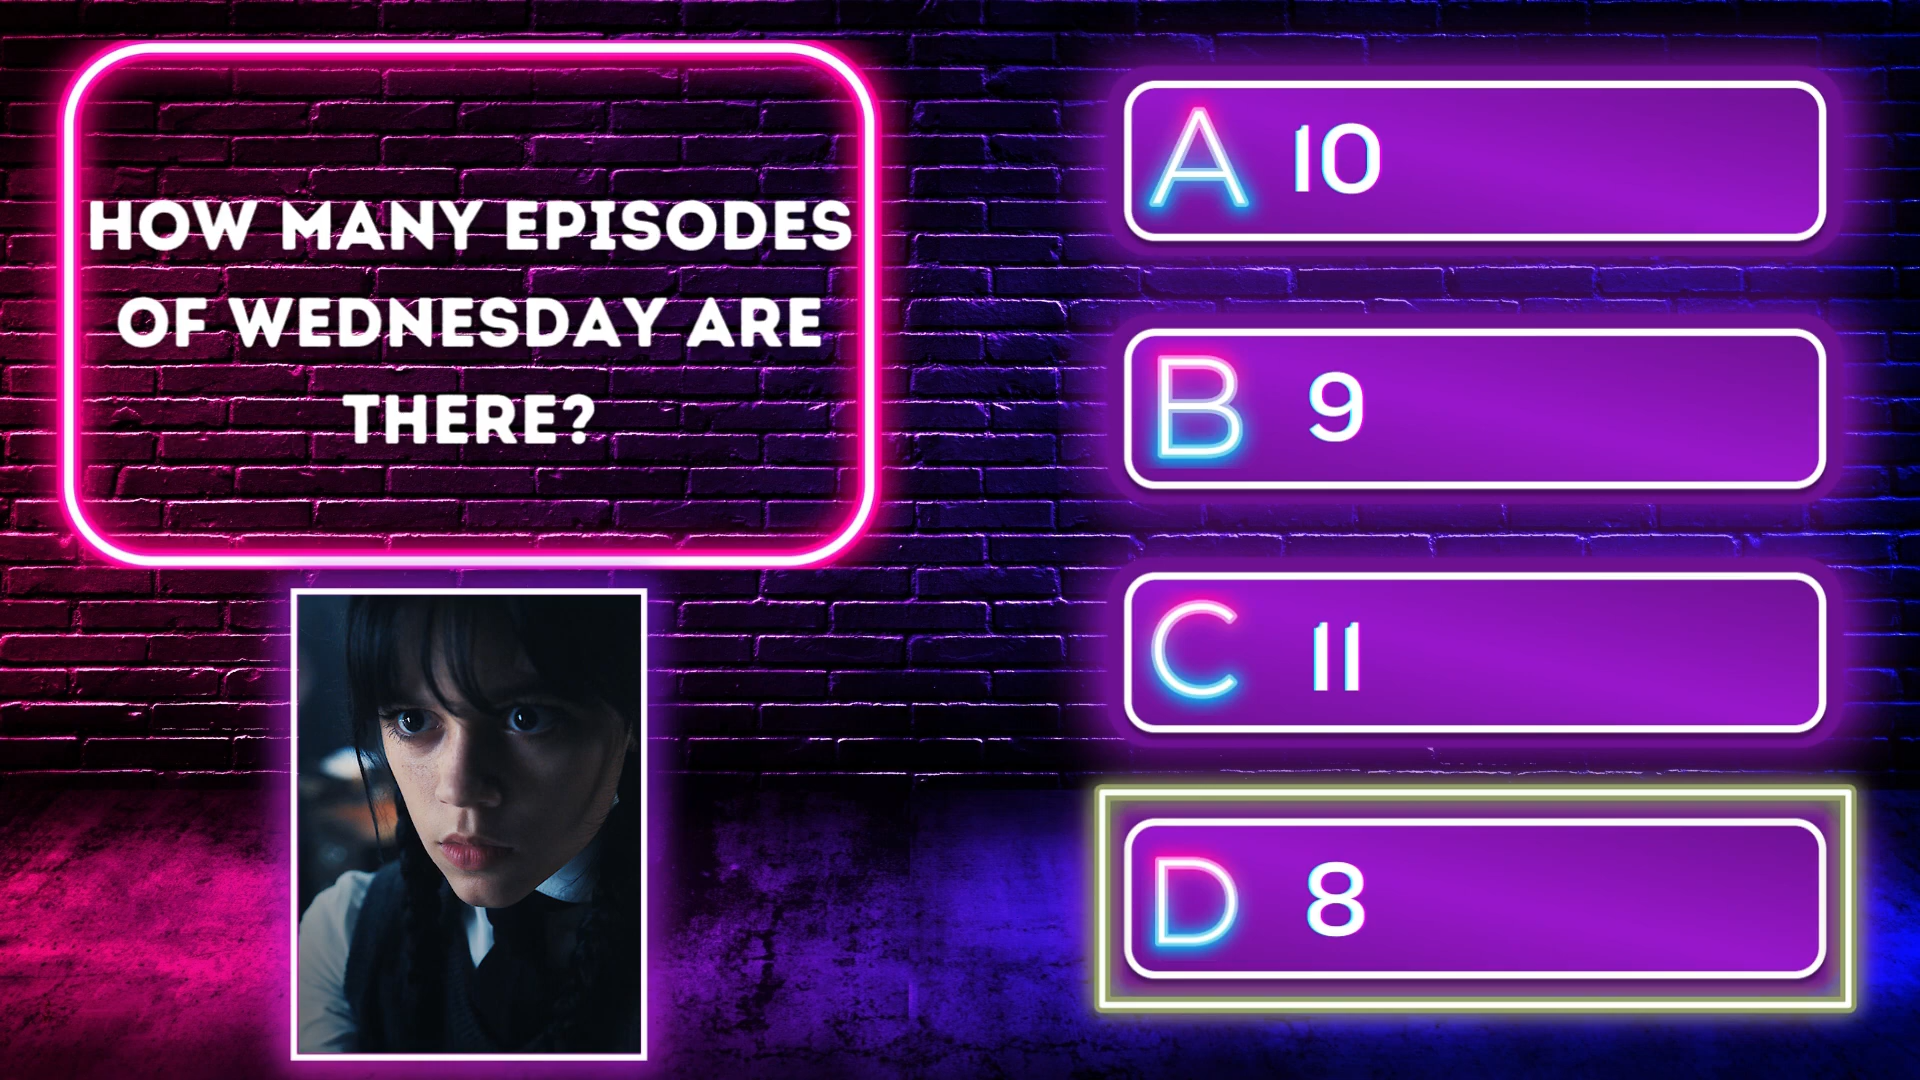 HOW MANY EPISODES
OF WEDNESDAY ARE
THERE?
A 10
B 9
C 11
D 8